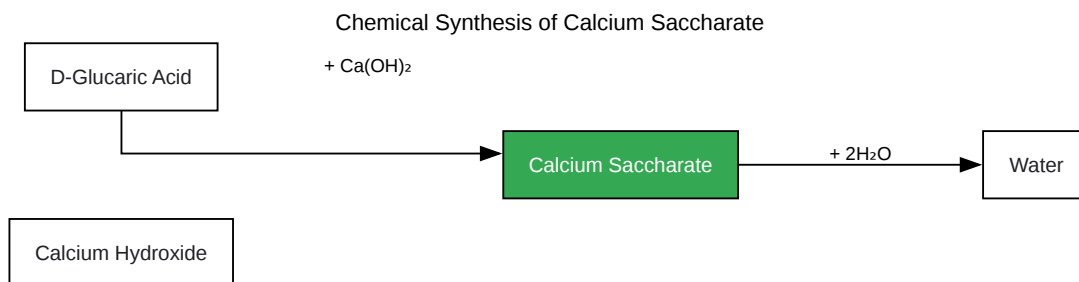 Chemical Synthesis of Calcium Saccharate
D-Glucaric Acid
+ Ca(OH)₂
Calcium Saccharate
+ 2H₂O
Water
Calcium Hydroxide